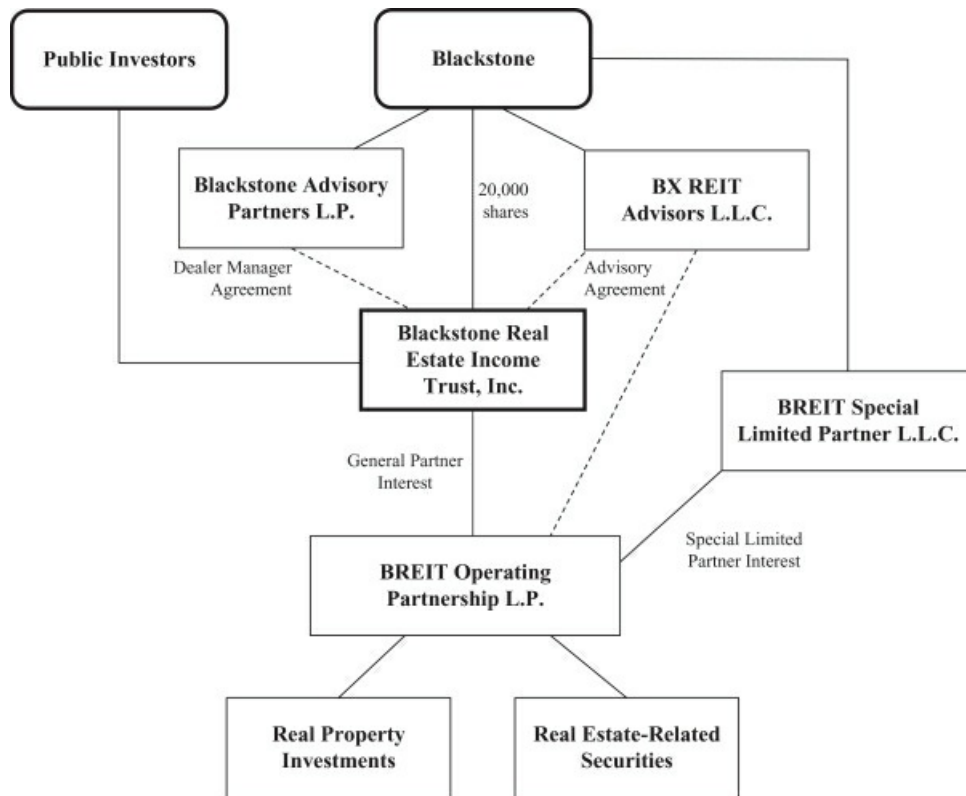 Public Investors
Blackstone
Blackstone Advisory
Partners L.P.
20,000
shares
BX REIT
Advisors L.L.C.
Dealer Manager
Agreement
Advisory
Agreement
Blackstone Real
Estate Income
Trust, Inc.
BREIT Special
Limited Partner L.L.C.
General Partner
Interest
Special Limited
Partner Interest
BREIT Operating
Partnership L.P.
Real Property
Investments
Real Estate-Related
Securities